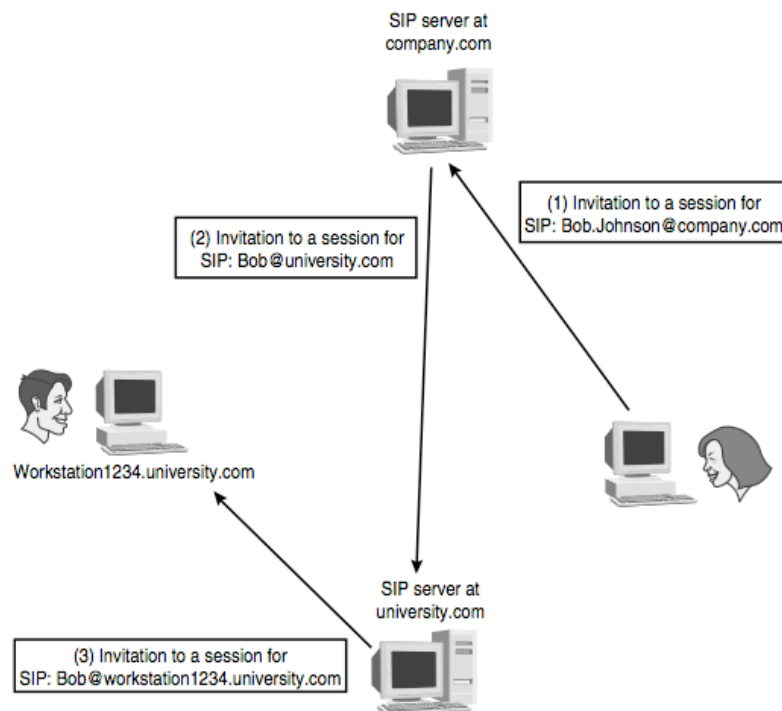 SIP server at
company.com
(1) Invitation to a session for
SIP: Bob.Johnson@company.com
(2) Invitation to a session for
SIP: Bob@university.com
Workstation1234.university.com
SIP server at
university.com
(3) Invitation to a session for
SIP: Bob@workstation1234.university.com